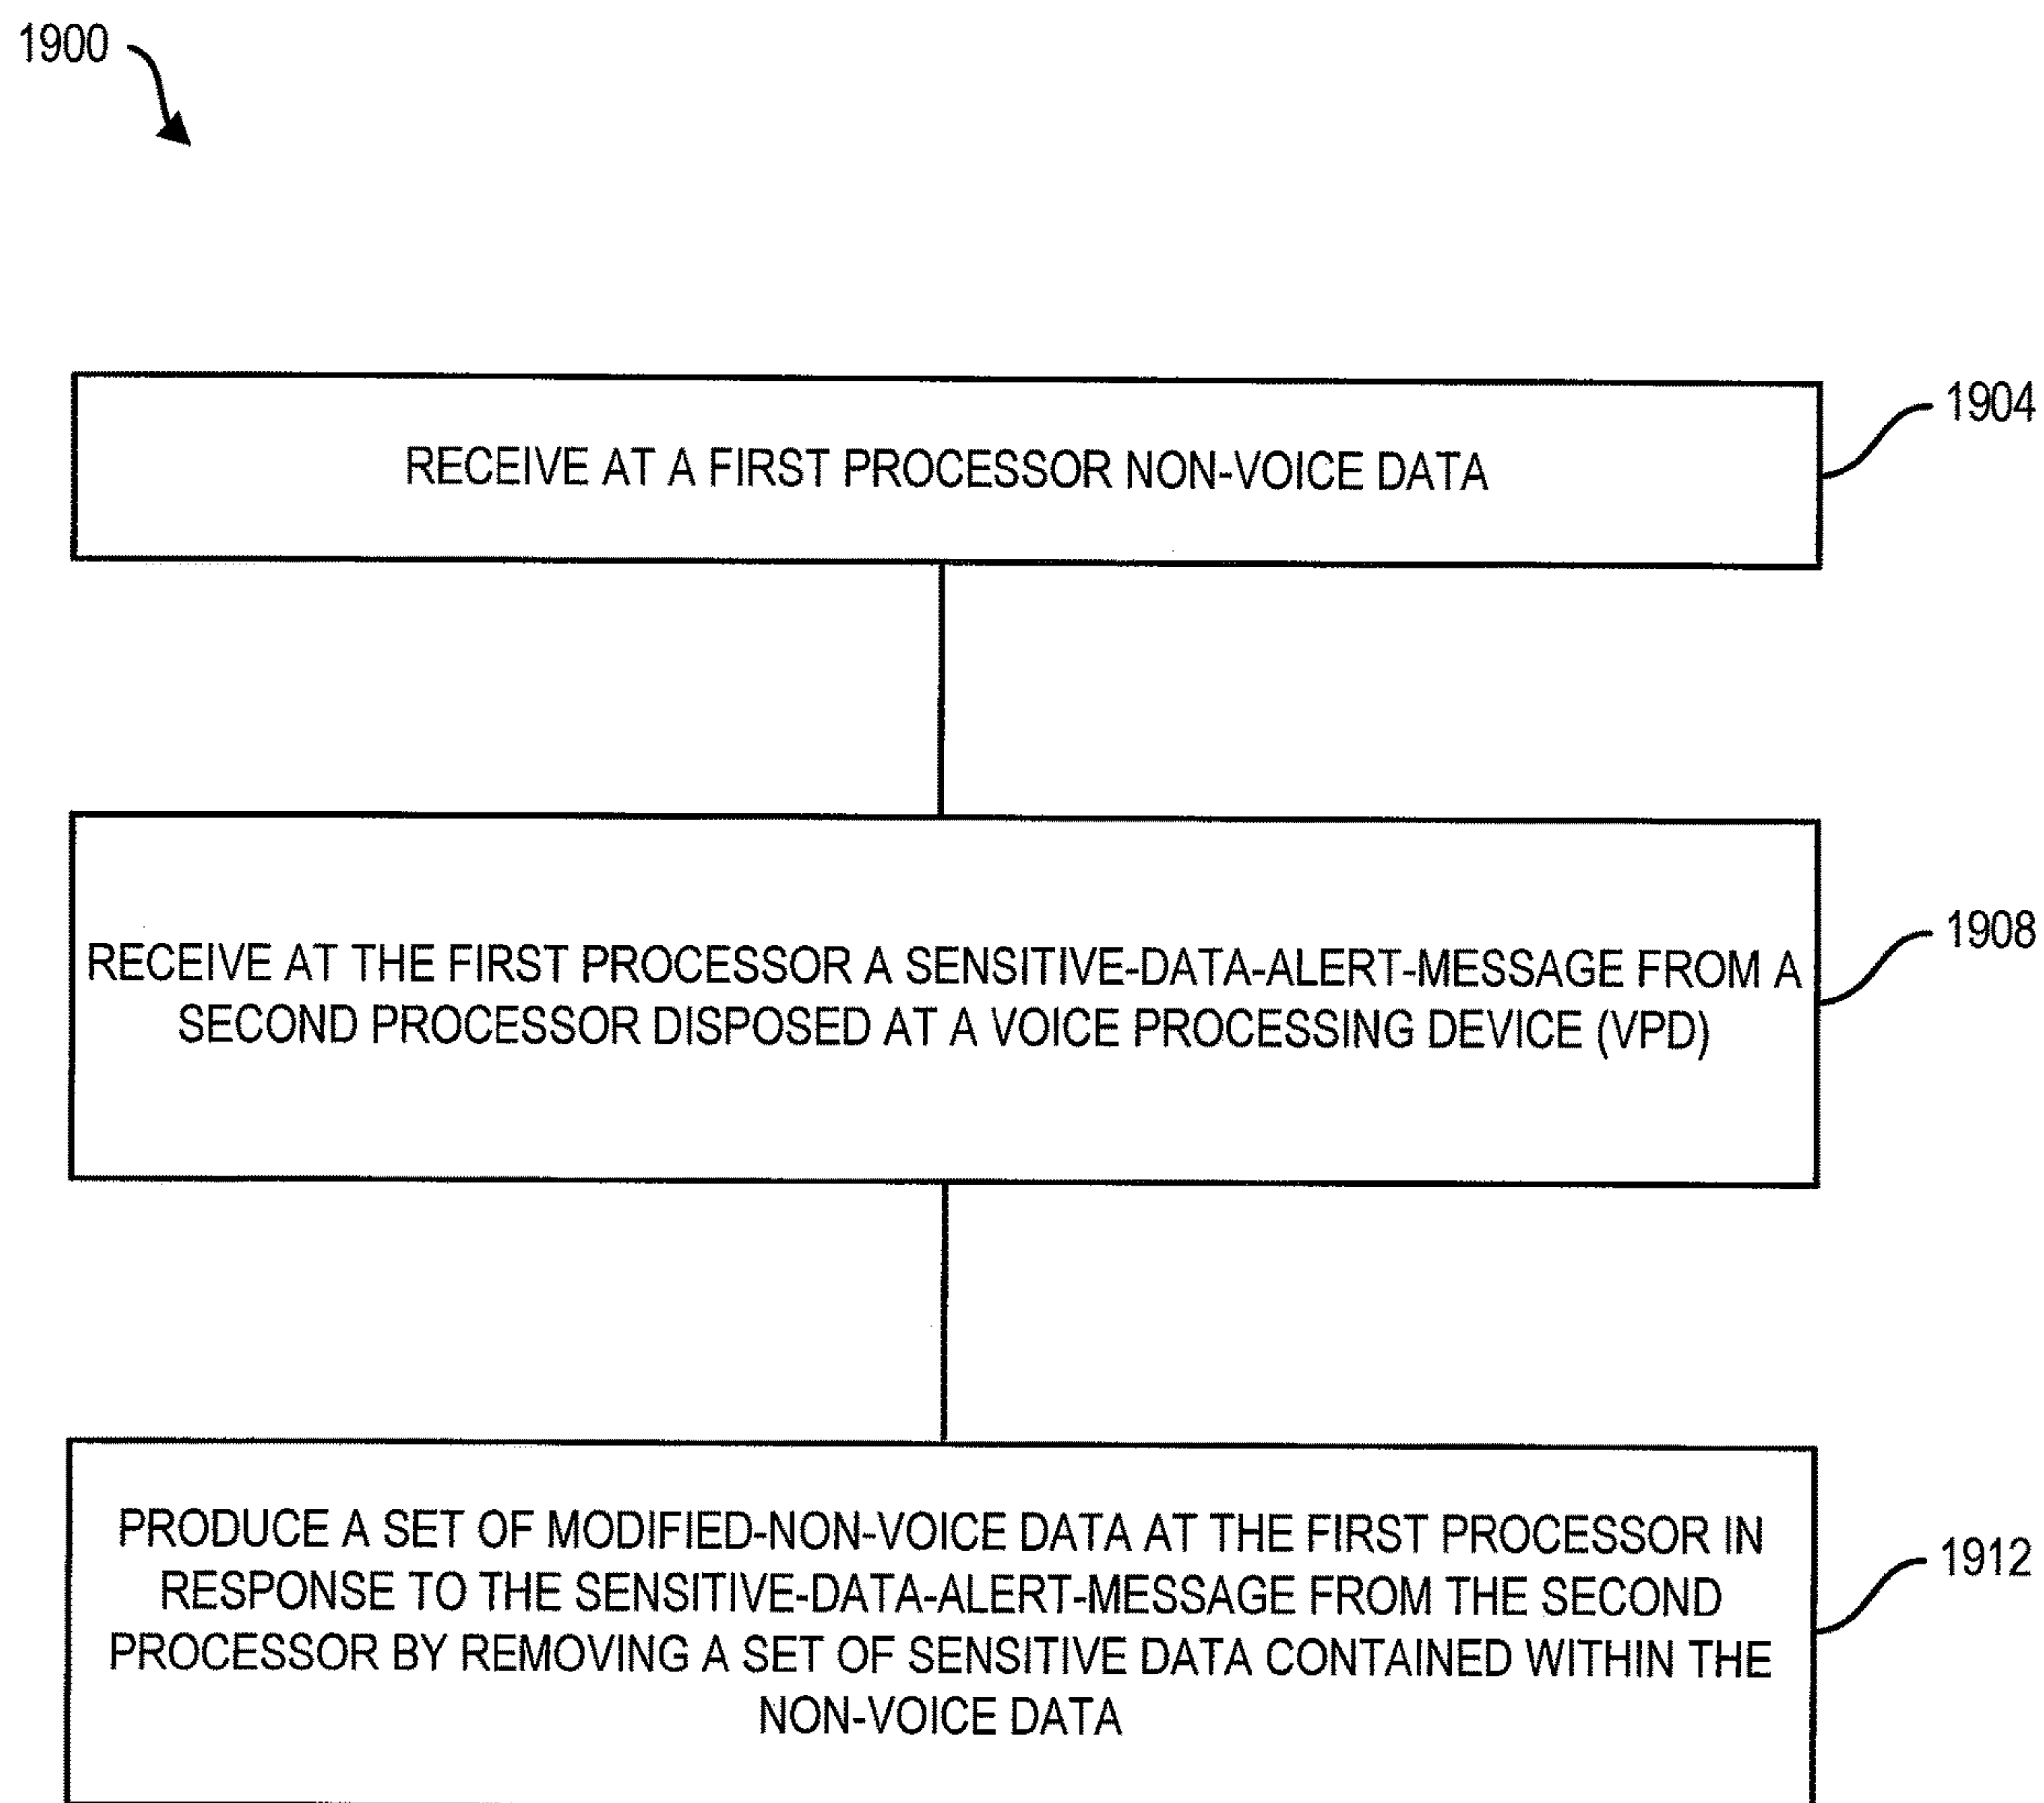 1900
RECEIVE AT A FIRST PROCESSOR NON-VOICE DATA
1904
RECEIVE AT THE FIRST PROCESSOR A SENSITIVE-DATA-ALERT-MESSAGE FROM A
SECOND PROCESSOR DISPOSED AT A VOICE PROCESSING DEVICE (VPD)
1908
PRODUCE A SET OF MODIFIED-NON-VOICE DATA AT THE FIRST PROCESSOR IN
RESPONSE TO THE SENSITIVE-DATA-ALERT-MESSAGE FROM THE SECOND
PROCESSOR BY REMOVING A SET OF SENSITIVE DATA CONTAINED WITHIN THE
NON-VOICE DATA
1912